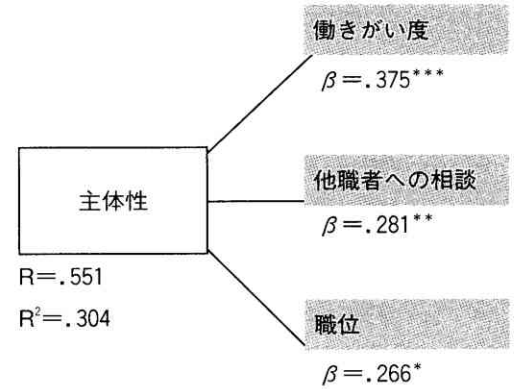 働きがい度
β=.375***
主体性
他職者への相談
β=.281**
R=.551
R²=.304
職位
β=.266*